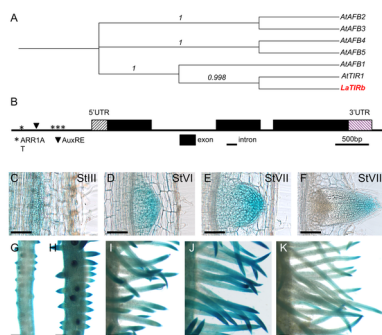 A
1
AtAFB2
AtAFB3
1
AtAFB4
AtAFB5
1
AtAFB1
0.998
AtTIR1
LaTIRb
B
5'UTR
3'UTR
* ARR1A
T
▼AuxRE
exon
intron
500bp
C StIII
D StVI
E StVII
F StVIII
G
H
I
J
K